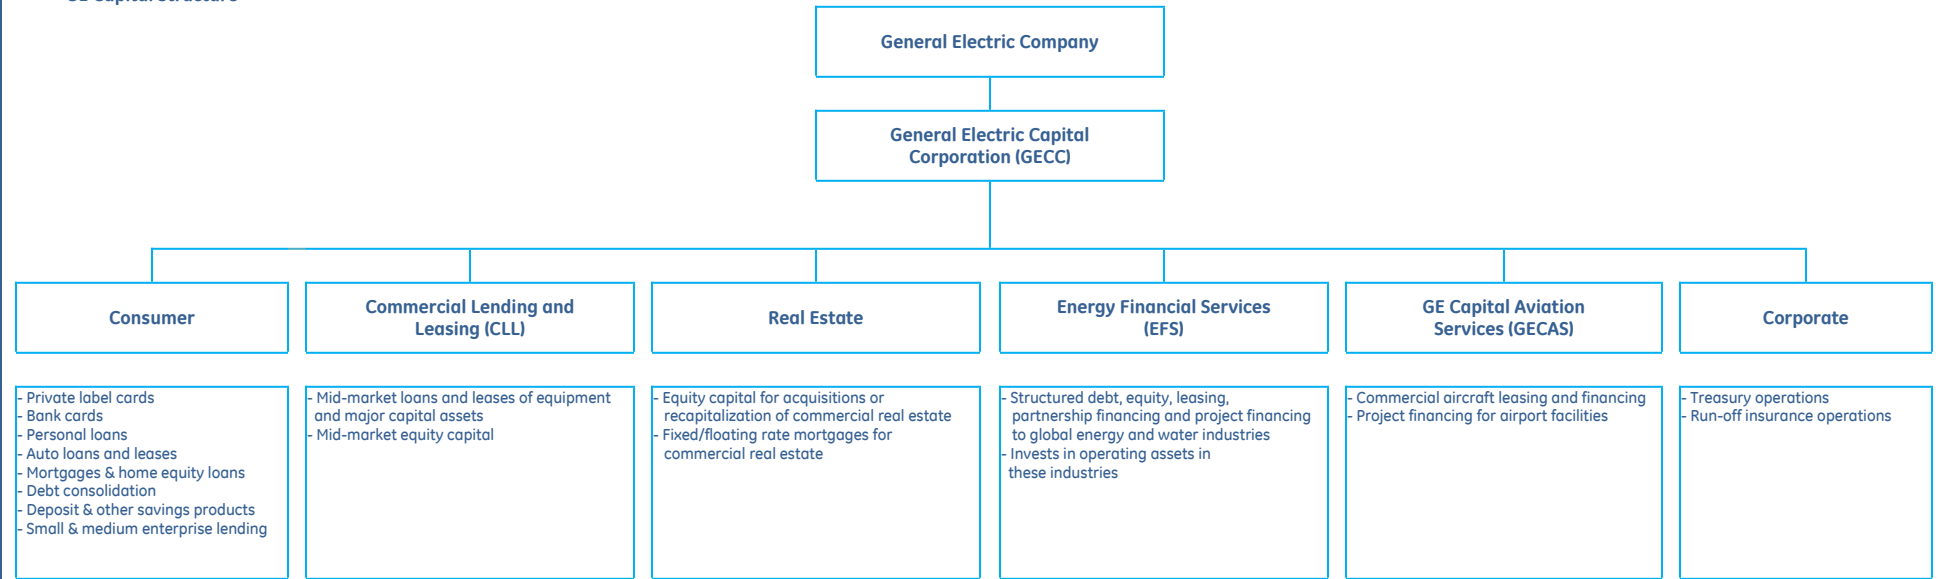 GE Capital Structure
General Electric Company
General Electric Capital
Corporation (GECC)
Consumer
Commercial Lending and
Leasing (CLL)
Real Estate
Energy Financial Services
(EFS)
GE Capital Aviation
Services (GECAS)
Corporate
- Private label cards
- Bank cards
- Personal loans
- Auto loans and leases
- Mortgages & home equity loans
- Debt consolidation
- Deposit & other savings products
- Small & medium enterprise lending
- Mid-market loans and leases of equipment
and major capital assets
- Mid-market equity capital
- Equity capital for acquisitions or
recapitalization of commercial real estate
- Fixed/floating rate mortgages for
commercial real estate
- Structured debt, equity, leasing,
partnership financing and project financing
to global energy and water industries
- Invests in operating assets in
these industries
- Commercial aircraft leasing and financing
- Project financing for airport facilities
- Treasury operations
- Run-off insurance operations